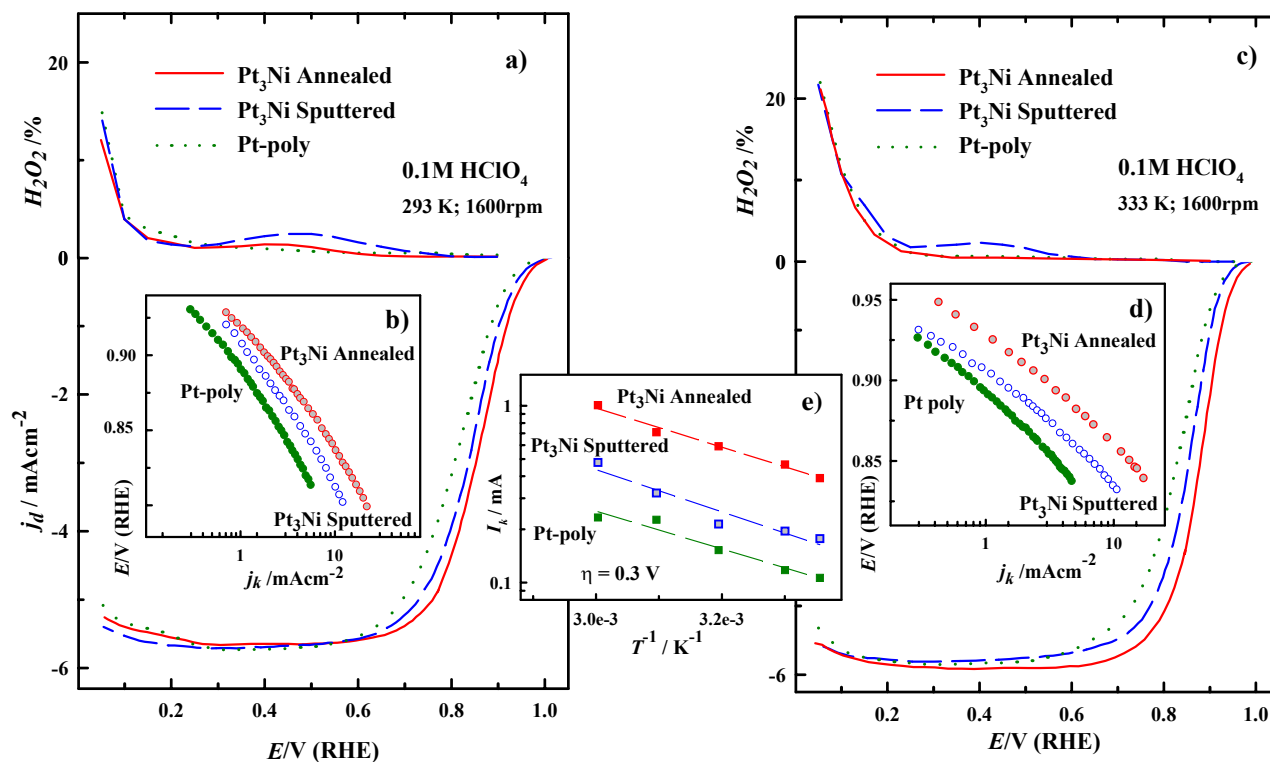 a)
20
Pt3Ni Annealed
Pt3Ni Sputtered
Pt-poly
H2O2 /%
0.1M HClO4
293 K; 1600rpm
0
b)
Pt3Ni Annealed
0.90
Pt-poly
0.85
Pt3Ni Sputtered
E/V (RHE)
1
10
jk /mAcm-2
-2
-4
-6
jd / mAcm-2
0.2
0.4
0.6
0.8
1.0
E/V (RHE)
e)
Pt3Ni Annealed
1
Pt3Ni Sputtered
Ik / mA
Pt-poly
0.1
η = 0.3 V
3.0e-3
3.2e-3
T-1 / K-1
c)
20
Pt3Ni Annealed
Pt3Ni Sputtered
Pt-poly
H2O2 /%
0.1M HClO4
333 K; 1600rpm
0
d)
0.95
Pt3Ni Annealed
0.90
Pt poly
0.85
Pt3Ni Sputtered
E/V (RHE)
1
10
jk /mAcm-2
-6
0.2
0.4
0.6
0.8
1.0
E/V (RHE)